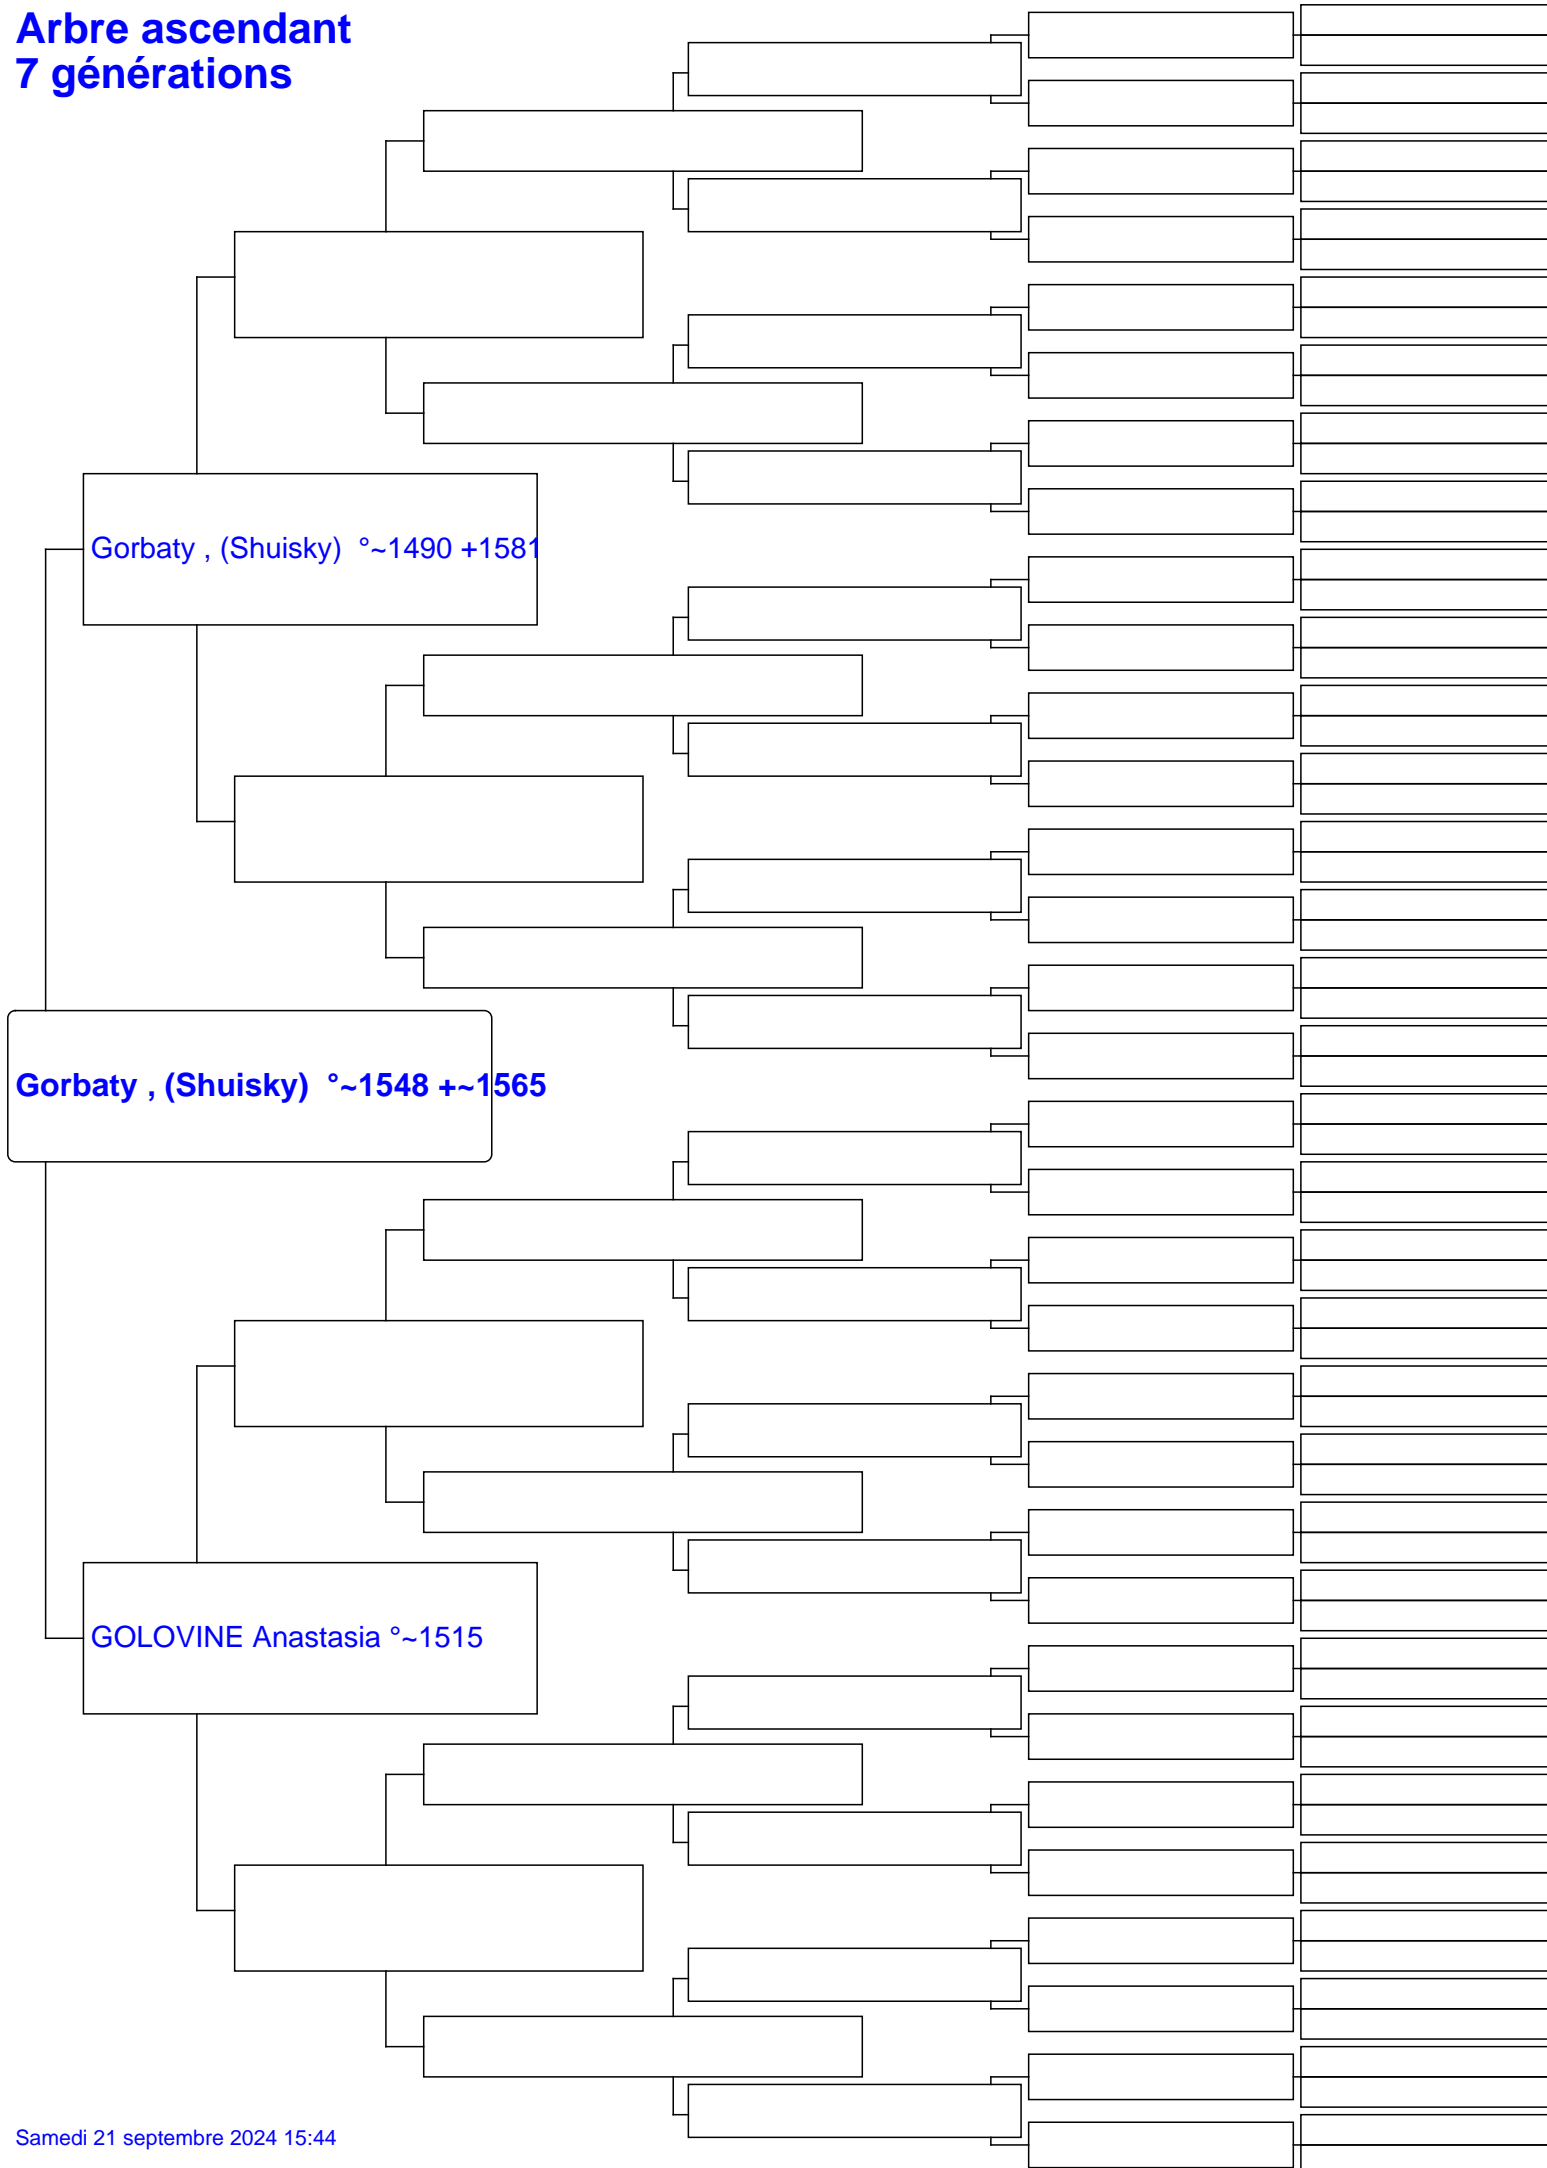 Arbre ascendant
7 générations
Gorbaty , (Shuisky)  °~1490 +1581
Gorbaty , (Shuisky)  °~1548 +~1565
GOLOVINE Anastasia °~1515
Samedi 21 septembre 2024 15:44